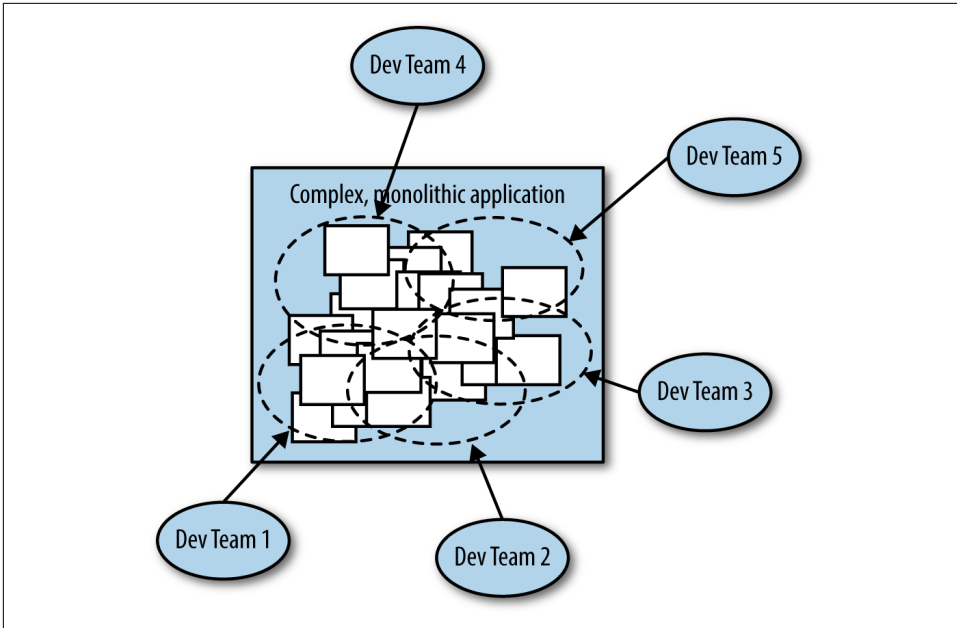 Dev Team 4
Dev Team 5
Complex, monolithic application
Dev Team 3
Dev Team 1
Dev Team 2